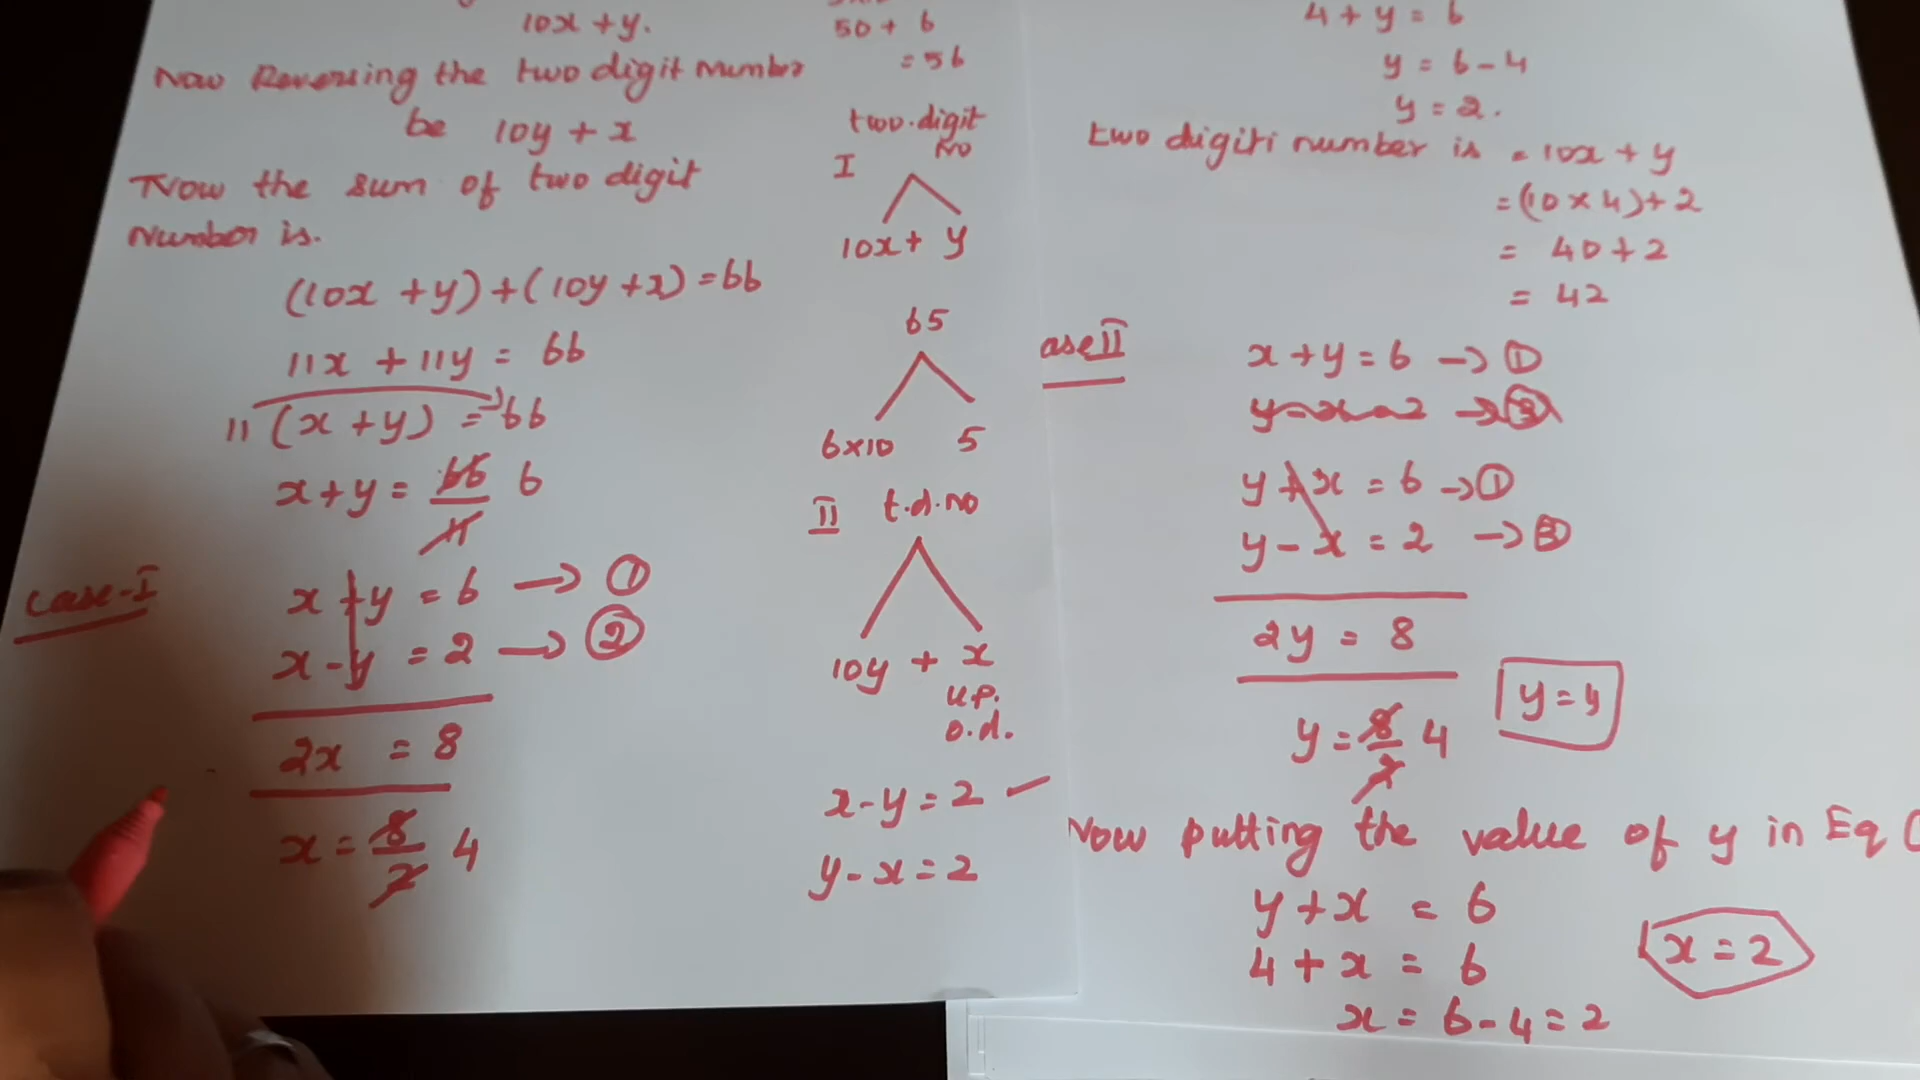 10x + y.
Now Reversing the two digit number
be 10y + x
Now the sum of two digit
Number is.
(10x + y) + (10y + x) = 66
11x + 11y = 66
11 (x + y) = 66
x + y = 66/11 6
Case-I
x + y = 6 → ①
x - y = 2 → ②
2x = 8
x = 8/2 4
50 + 6
= 56
two.digit
No
I
10x + y
65
6×10 5
II t.d.no
10y + x
u.p.
o.d.
x - y = 2
y - x = 2
4 + y = 6
y = 6 - 4
y = 2.
two digiti number is = 10x + y
= (10 × 4) + 2
= 40 + 2
= 42
ase II
x + y = 6 → ①
y = x = 2 → ③
y + x = 6 → ①
y - x = 2 → ③
2y = 8
y = 8/2 4
y = 4
Now putting the value of y in Eq
y + x = 6
4 + x = 6
x = 6 - 4 = 2
x = 2